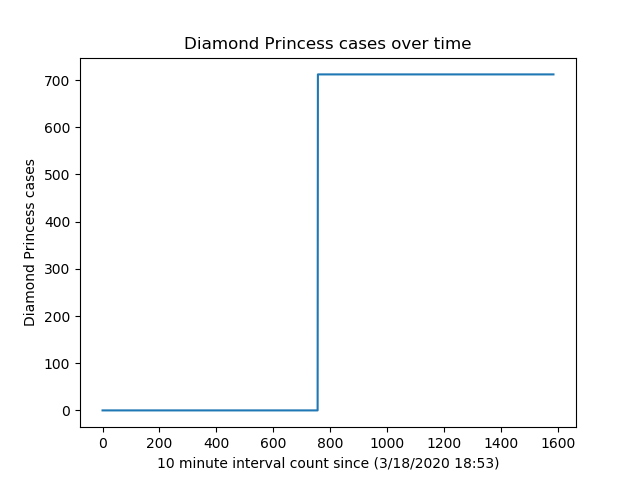 Diamond Princess cases over time
700
600
500
400
300
200
100
0
Diamond Princess cases
0 200 400 600 800 1000 1200 1400 1600
10 minute interval count since (3/18/2020 18:53)